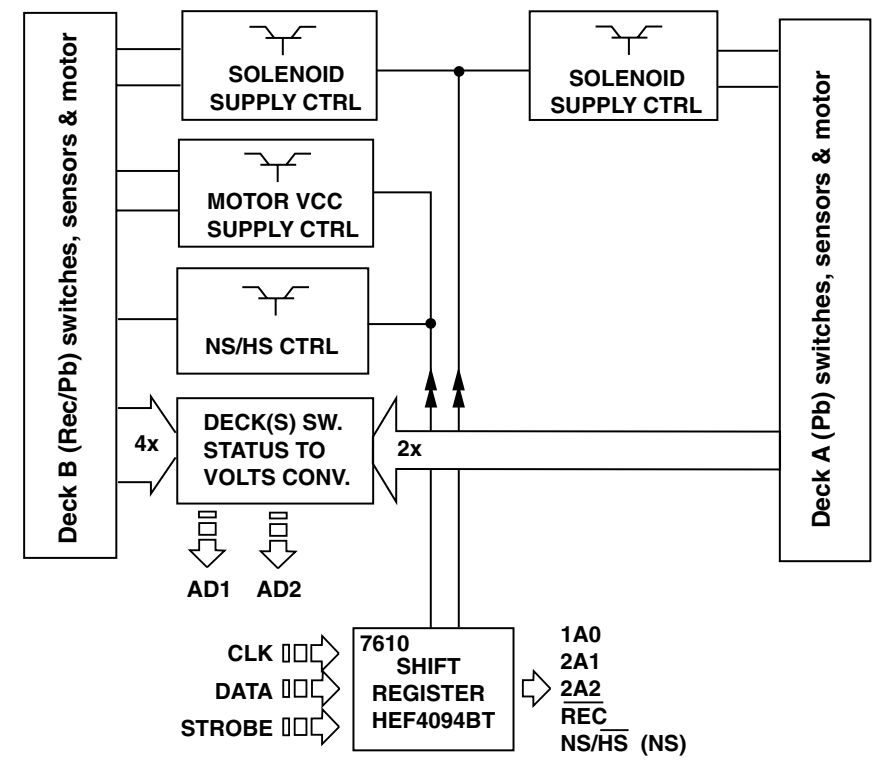 Deck B (Rec/Pb) switches, sensors & motor
SOLENOID
SUPPLY CTRL
SOLENOID
SUPPLY CTRL
Deck A (Pb) switches, sensors & motor
MOTOR VCC
SUPPLY CTRL
NS/HS CTRL
4x
DECK(S) SW.
STATUS TO
VOLTS CONV.
2x
AD1
AD2
CLK
DATA
STROBE
7610
SHIFT
REGISTER
HEF4094BT
1A0
2A1
2A2
REC
NS/HS (NS)